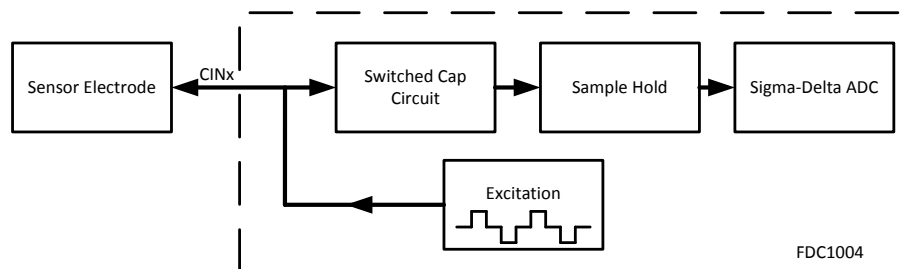 Sensor Electrode
CINx
Switched Cap
Circuit
Sample Hold
Sigma-Delta ADC
Excitation
FDC1004